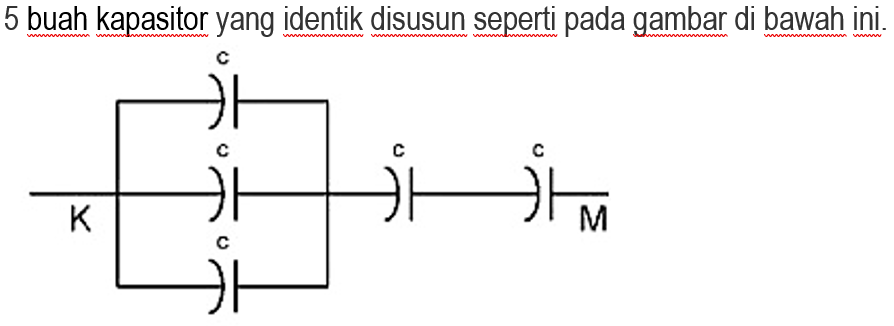 5 buah kapasitor yang identik disusun seperti pada gambar di bawah ini.
c
c
c
c
K
M
c